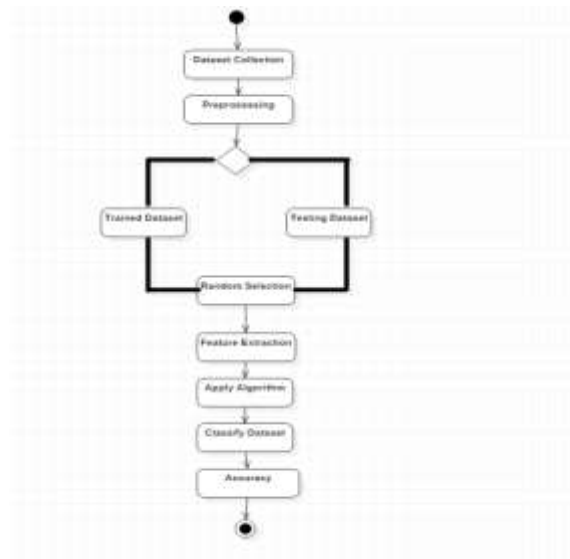 Dataset Collection
Preprocessing
Trained Dataset
Testing Dataset
Random Selection
Feature Extraction
Apply Algorithm
Classify Dataset
Accuracy